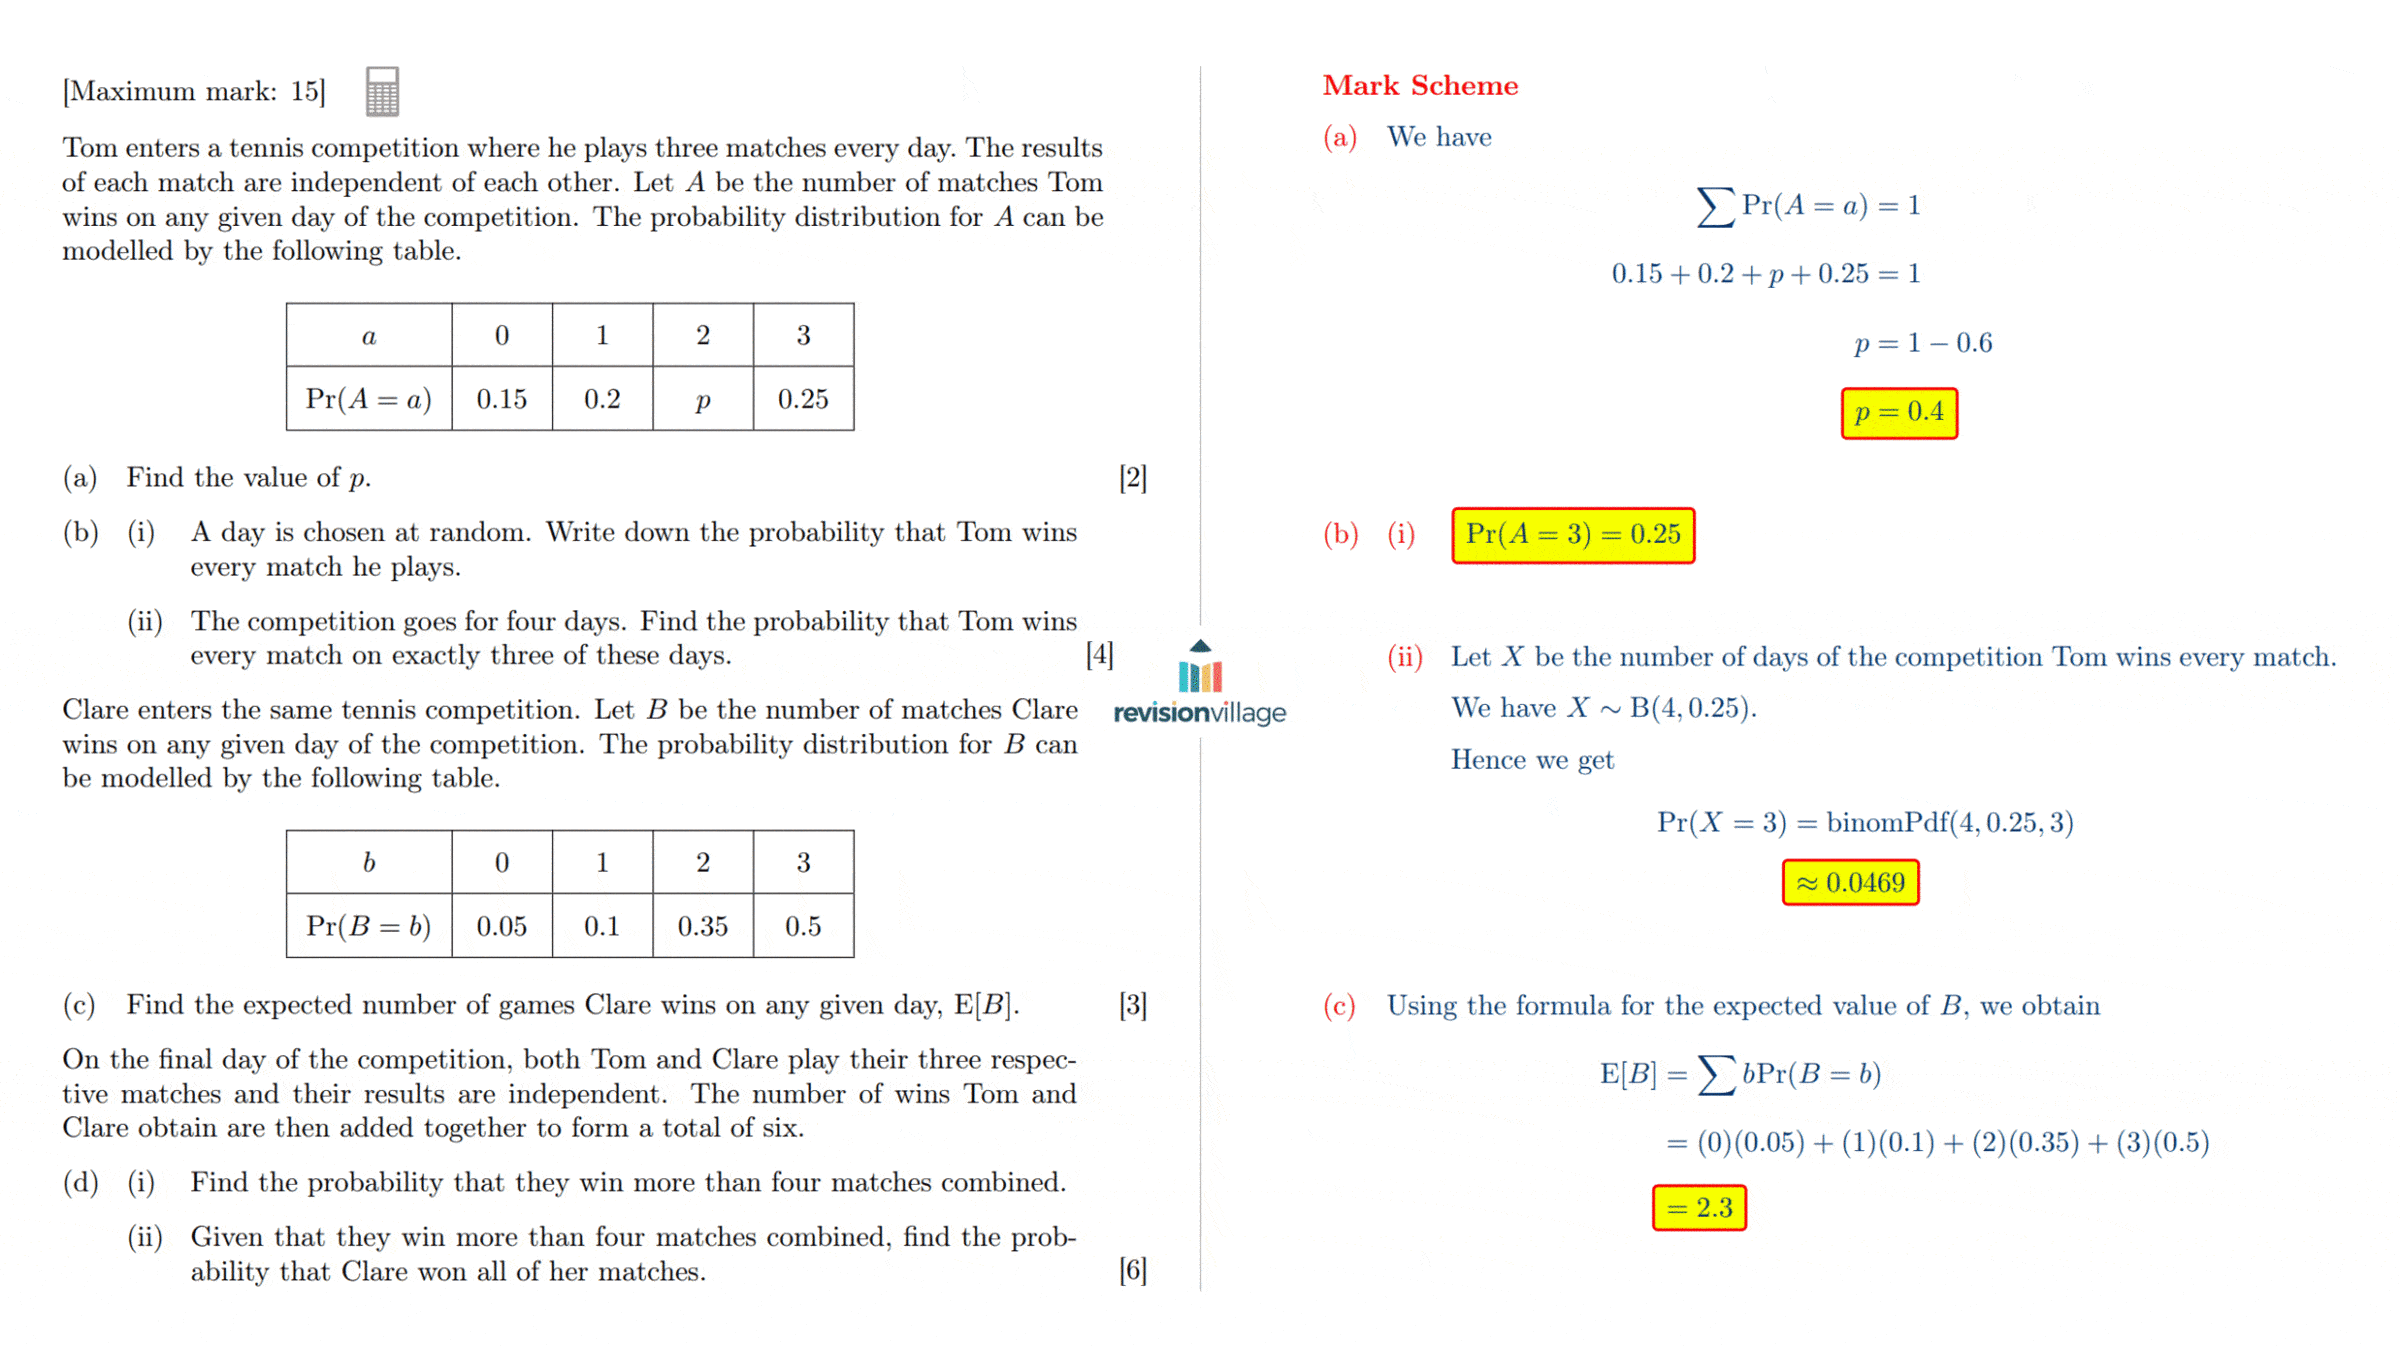 [Maximum mark: 15]
Tom enters a tennis competition where he plays three matches every day. The results
of each match are independent of each other. Let A be the number of matches Tom
wins on any given day of the competition. The probability distribution for A can be
modelled by the following table.
a 0 1 2 3
Pr(A = a) 0.15 0.2 p 0.25
(a) Find the value of p. [2]
(b) (i) A day is chosen at random. Write down the probability that Tom wins
every match he plays.
(ii) The competition goes for four days. Find the probability that Tom wins
every match on exactly three of these days. [4]
Clare enters the same tennis competition. Let B be the number of matches Clare
wins on any given day of the competition. The probability distribution for B can
be modelled by the following table.
b 0 1 2 3
Pr(B = b) 0.05 0.1 0.35 0.5
(c) Find the expected number of games Clare wins on any given day, E[B]. [3]
On the final day of the competition, both Tom and Clare play their three respec-
tive matches and their results are independent. The number of wins Tom and
Clare obtain are then added together to form a total of six.
(d) (i) Find the probability that they win more than four matches combined.
(ii) Given that they win more than four matches combined, find the prob-
ability that Clare won all of her matches. [6]
revisionvillage
Mark Scheme
(a) We have
∑ Pr(A = a) = 1
0.15 + 0.2 + p + 0.25 = 1
p = 1 − 0.6
p = 0.4
(b) (i) Pr(A = 3) = 0.25
(ii) Let X be the number of days of the competition Tom wins every match.
We have X ∼ B(4, 0.25).
Hence we get
Pr(X = 3) = binomPdf(4, 0.25, 3)
≈ 0.0469
(c) Using the formula for the expected value of B, we obtain
E[B] = ∑ bPr(B = b)
= (0)(0.05) + (1)(0.1) + (2)(0.35) + (3)(0.5)
= 2.3